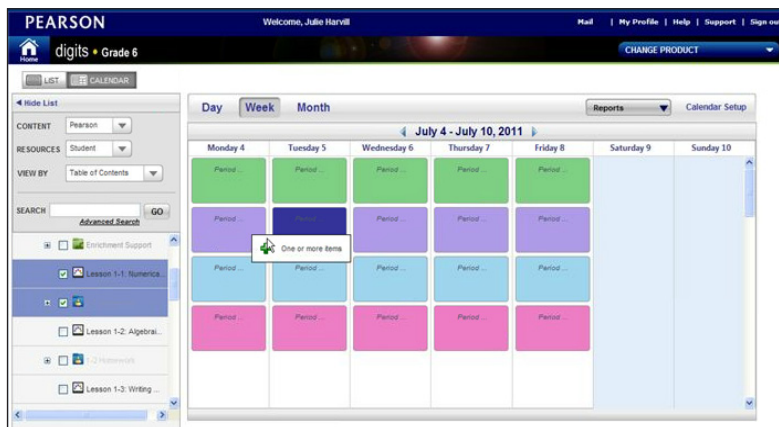 PEARSON
Welcome, Julie Harvill
Mail | My Profile | Help | Support | Sign ou
Home
digits • Grade 6
CHANGE PRODUCT
LIST
CALENDAR
Hide List
CONTENT Pearson
RESOURCES Student
VIEW BY Table of Contents
SEARCH GO
Advanced Search
Enrichment Support
Lesson 1-1: Numerica...
Lesson 1-2: Algebrai...
1-2 Homework
Lesson 1-3: Writing ...
Day Week Month
Reports
Calendar Setup
July 4 - July 10, 2011
Monday 4 Tuesday 5 Wednesday 6 Thursday 7 Friday 8 Saturday 9 Sunday 10
Period ... Period ... Period ... Period ... Period ...
Period ... Period ... Period ... Period ... Period ...
One or more items
Period ... Period ... Period ... Period ... Period ...
Period ... Period ... Period ... Period ... Period ...